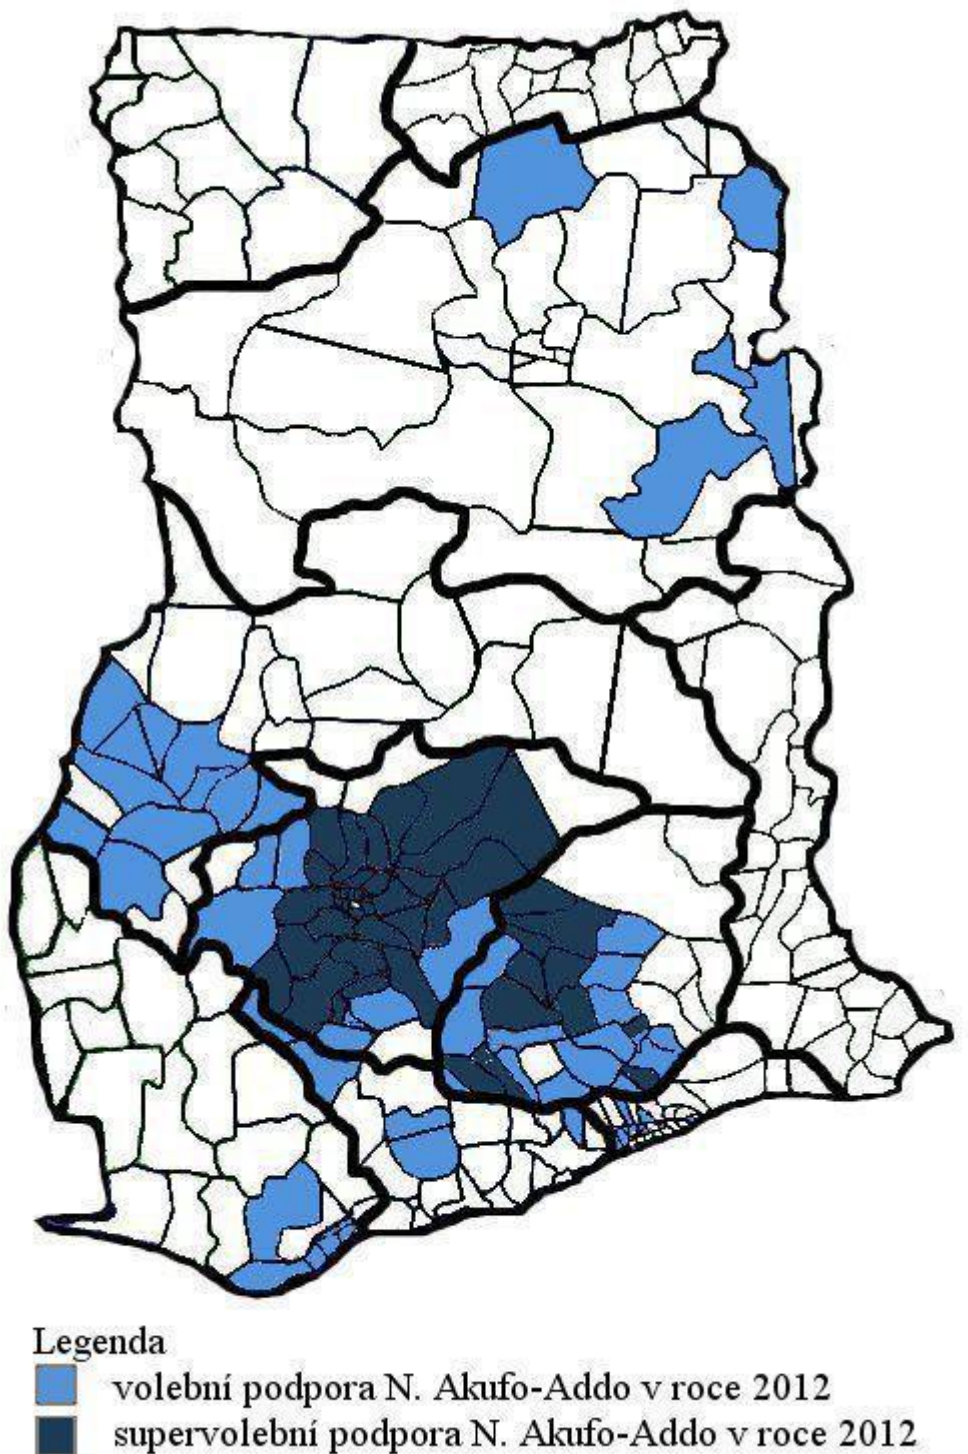 Legenda
volební podpora N. Akufo-Addo v roce 2012
supervolební podpora N. Akufo-Addo v roce 2012